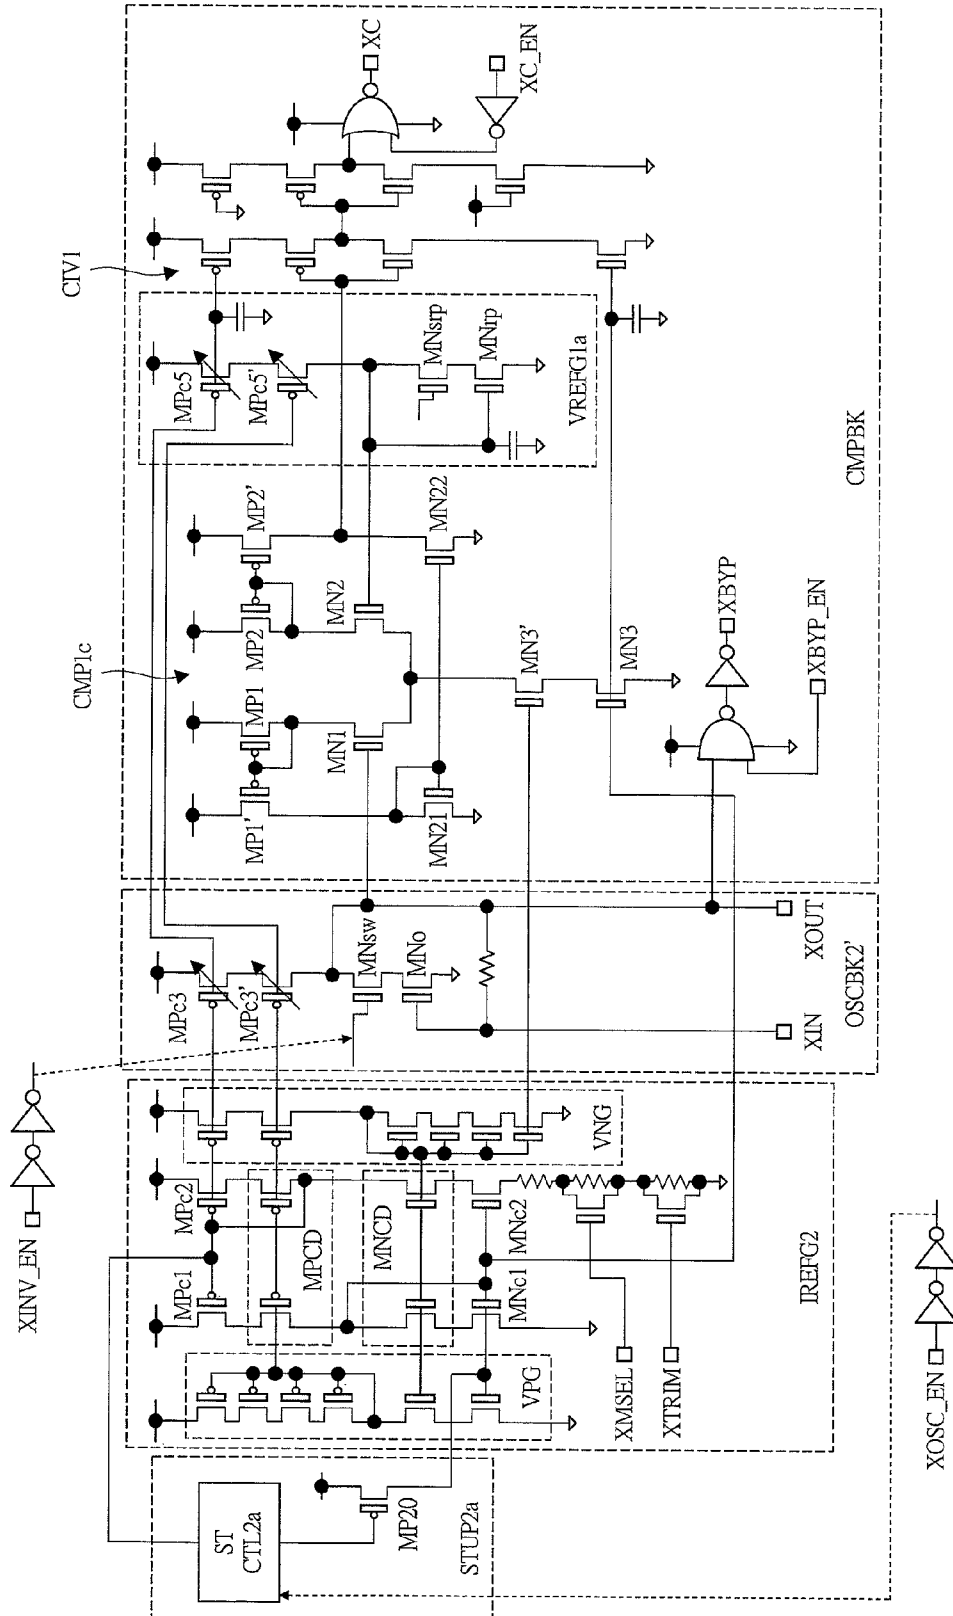 XINV_EN
ST
CTL2a
MP20
STUP2a
XOSC_EN
MPc1
MPc2
MPCD
MNCD
MNc1
MNc2
VPG
VNG
XMSEL
XTRIM
IREFG2
MPc3
MPc3'
MNsw
MNo
XIN
XOUT
OSCBK2'
CMP1c
MP1'
MP1
MP2
MP2'
MN1
MN2
MN21
MN22
MN3'
MN3
XBYP
XBYP_EN
MPc5
MPc5'
MNsrp
MNrp
VREFG1a
CIV1
XC
XC_EN
CMPBK